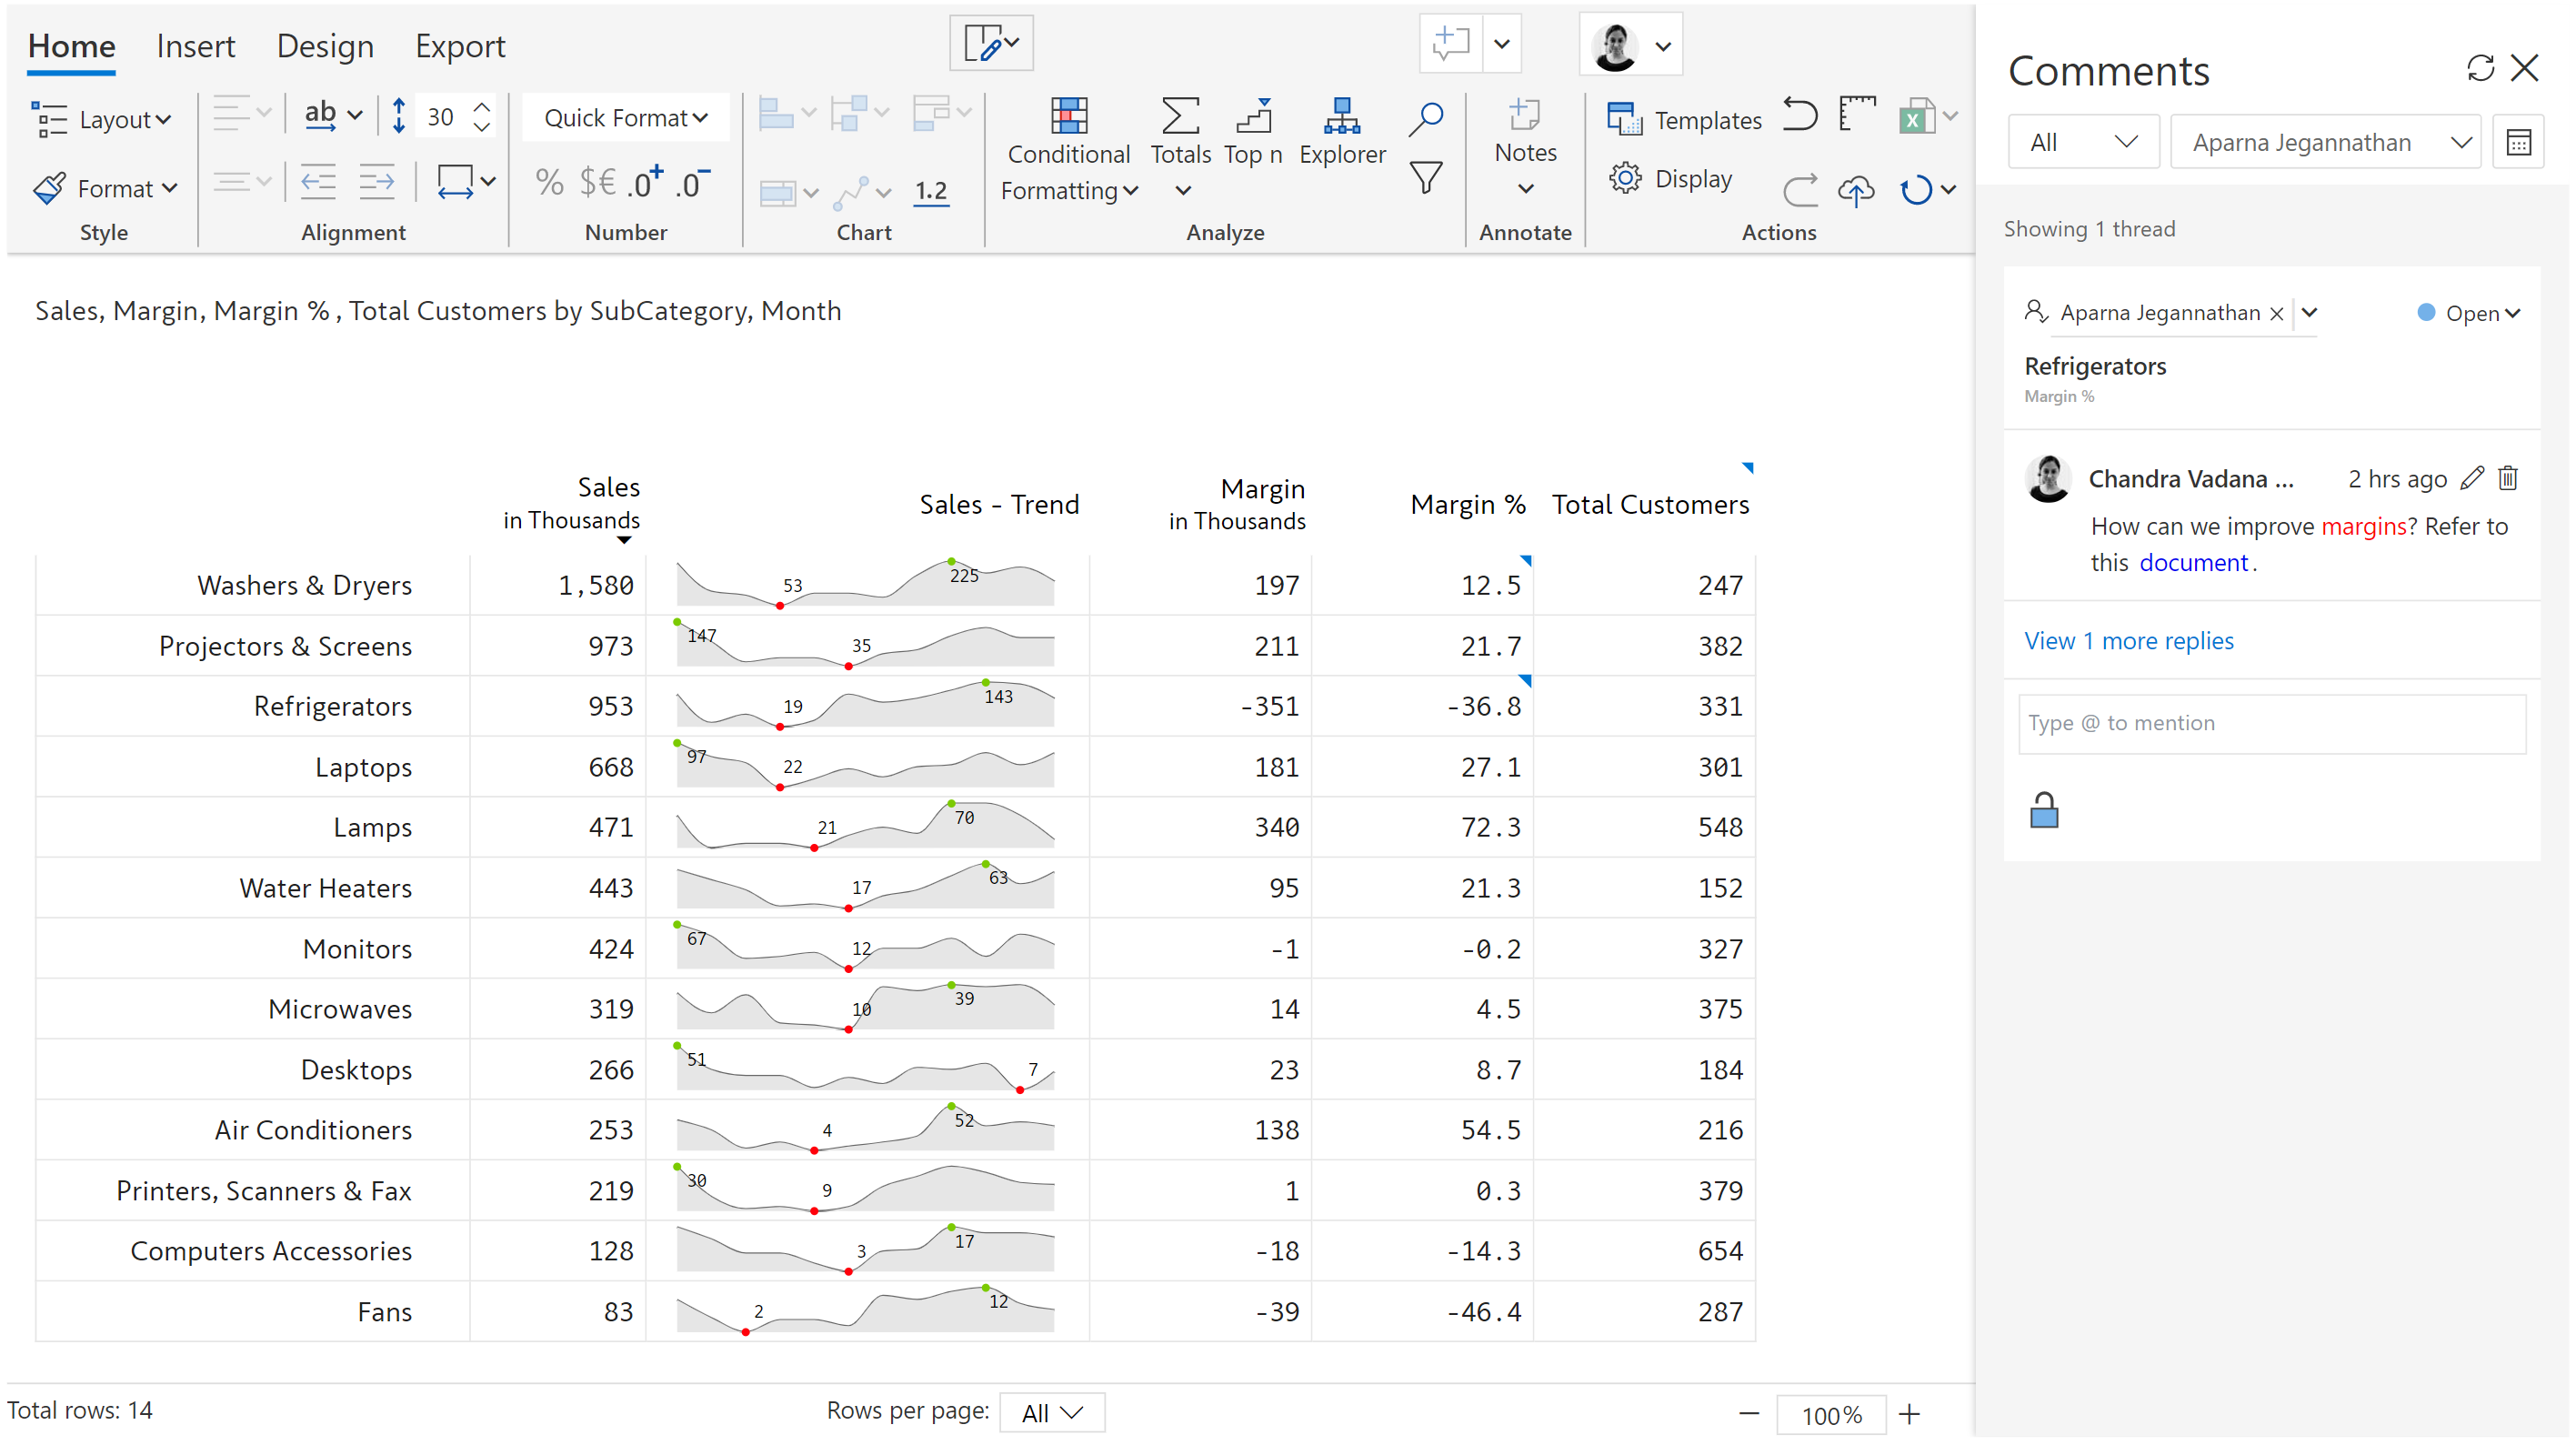 Home Insert Design Export
Layout ab 30 Quick Format Conditional Formatting Totals Top n Explorer Notes Templates
Format % $€ .0+ .0- 1.2 Display
Style Alignment Number Chart Analyze Annotate Actions
Sales, Margin, Margin %, Total Customers by SubCategory, Month
Sales in Thousands Sales - Trend Margin in Thousands Margin % Total Customers
Washers & Dryers 1,580 53 225 197 12.5 247
Projectors & Screens 973 147 35 211 21.7 382
Refrigerators 953 19 143 -351 -36.8 331
Laptops 668 97 22 181 27.1 301
Lamps 471 21 70 340 72.3 548
Water Heaters 443 17 63 95 21.3 152
Monitors 424 67 12 -1 -0.2 327
Microwaves 319 10 39 14 4.5 375
Desktops 266 51 7 23 8.7 184
Air Conditioners 253 4 52 138 54.5 216
Printers, Scanners & Fax 219 30 9 1 0.3 379
Computers Accessories 128 3 17 -18 -14.3 654
Fans 83 2 12 -39 -46.4 287
Total rows: 14 Rows per page: All 100%
Comments
All Aparna Jegannathan
Showing 1 thread
Aparna Jegannathan Open
Refrigerators
Margin %
Chandra Vadana ... 2 hrs ago
How can we improve margins? Refer to
this document.
View 1 more replies
Type @ to mention